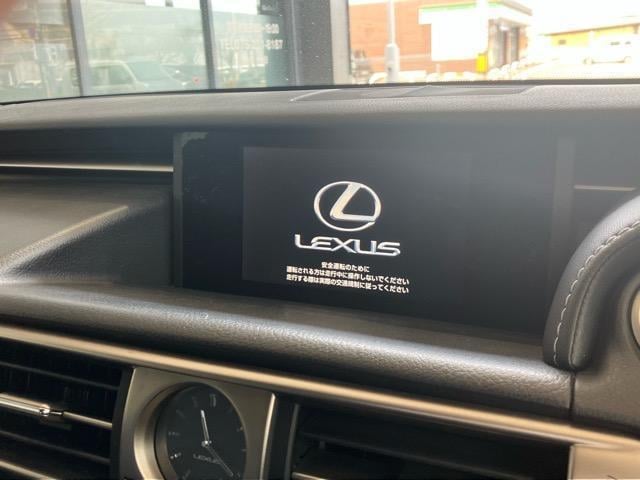 LEXUS
安全運転のために
運転される方は走行中に操作しないでください
走行する際は実際の交通規制に従ってください
LEXUS